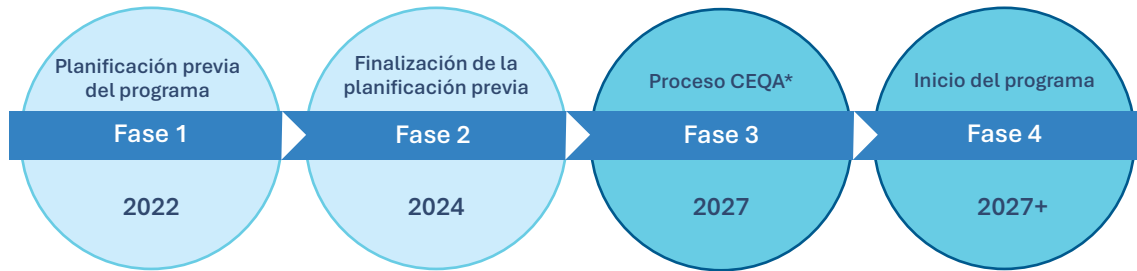 Planificación previa
del programa
Fase 1
2022
Finalización de la
planificación previa
Fase 2
2024
Proceso CEQA*
Fase 3
2027
Inicio del programa
Fase 4
2027+